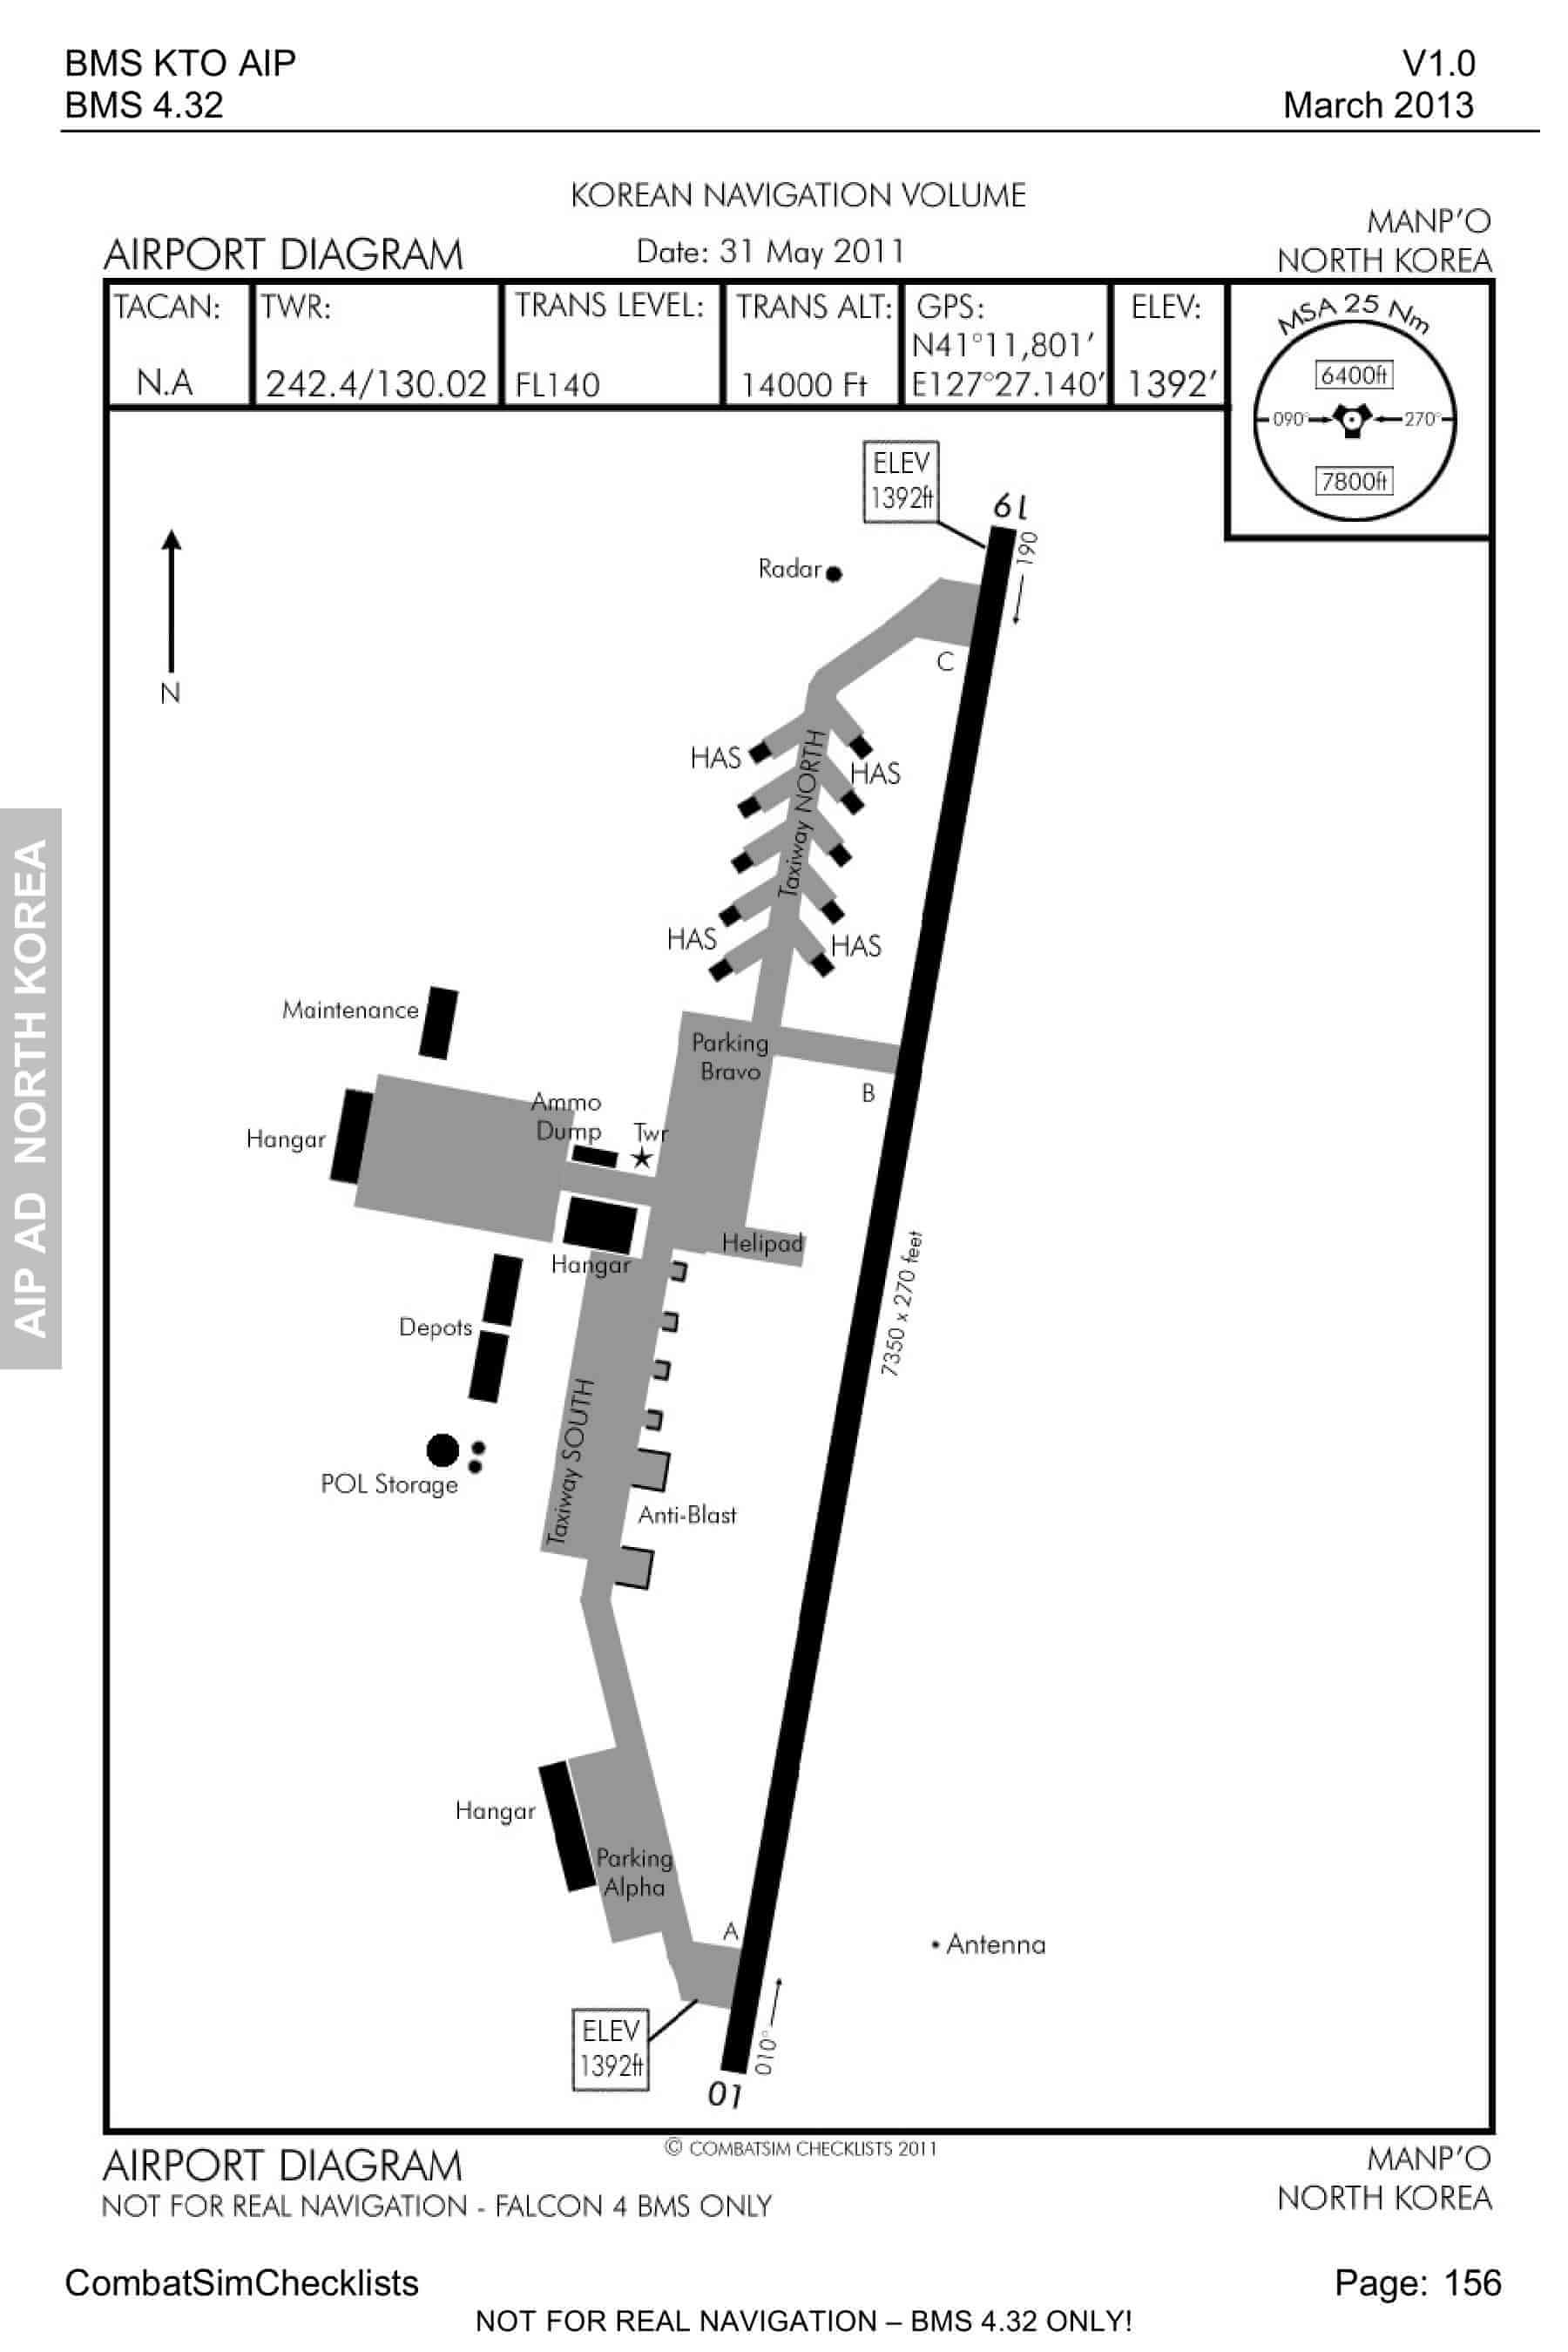 BMS KTO AIP
V1.0
BMS 4.32
March 2013
KOREAN NAVIGATION VOLUME
AIRPORT DIAGRAM
Date: 31 May 2011
MANP'O
NORTH KOREA
TACAN:
N.A
TWR:
242.4/130.02
TRANS LEVEL:
FL140
TRANS ALT:
14000 Ft
GPS:
N41°11,801'
E127°27.140'
ELEV:
1392'
MSA 25 Nm
6400ft
090°
270°
7800ft
ELEV
1392ft
19
190
Radar
N
C
HAS
HAS
Taxiway NORTH
HAS
HAS
Maintenance
Parking
Bravo
B
Ammo
Dump
Twr
Hangar
Helipad
Hangar
7350 x 270 feet
Depots
Taxiway SOUTH
POL Storage
Anti-Blast
Hangar
Parking
Alpha
A
Antenna
ELEV
1392ft
010°
01
AIP AD NORTH KOREA
© COMBATSIM CHECKLISTS 2011
AIRPORT DIAGRAM
MANP'O
NOT FOR REAL NAVIGATION - FALCON 4 BMS ONLY
NORTH KOREA
CombatSimChecklists
Page: 156
NOT FOR REAL NAVIGATION – BMS 4.32 ONLY!